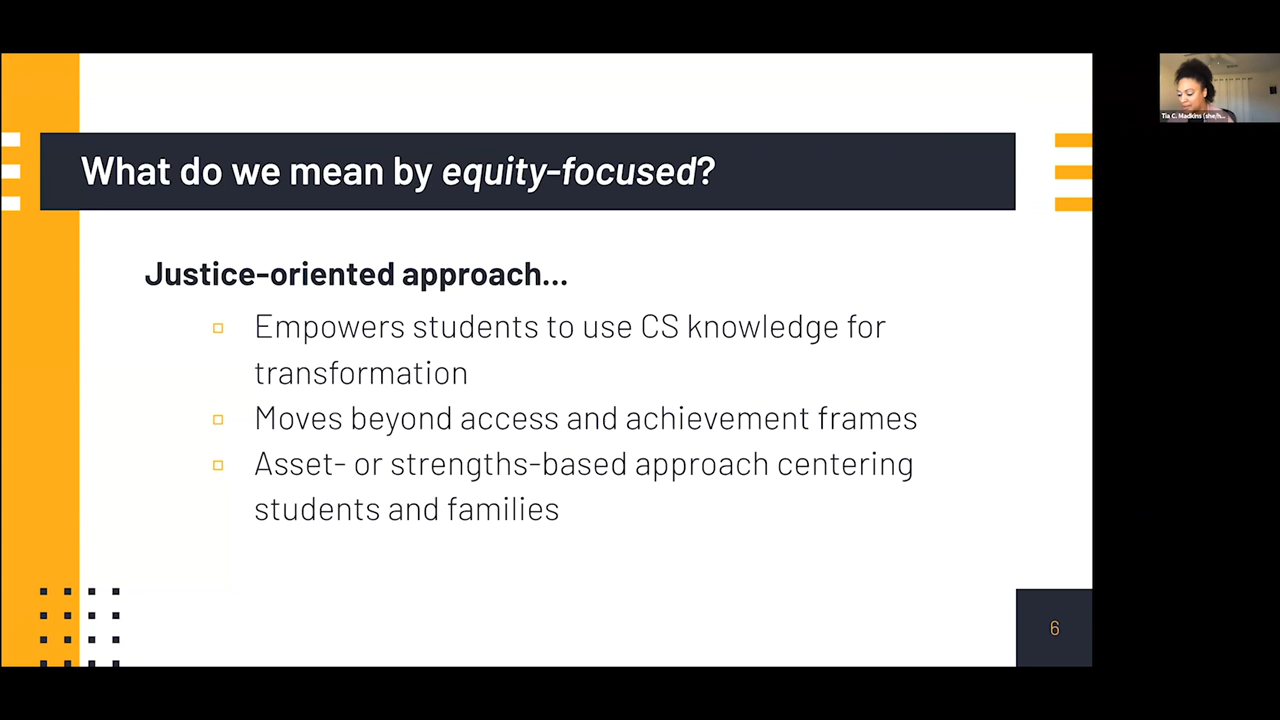 What do we mean by equity-focused?
Justice-oriented approach...
▫ Empowers students to use CS knowledge for
transformation
▫ Moves beyond access and achievement frames
▫ Asset- or strengths-based approach centering
students and families
6
Tia C. Madkins (she/h...